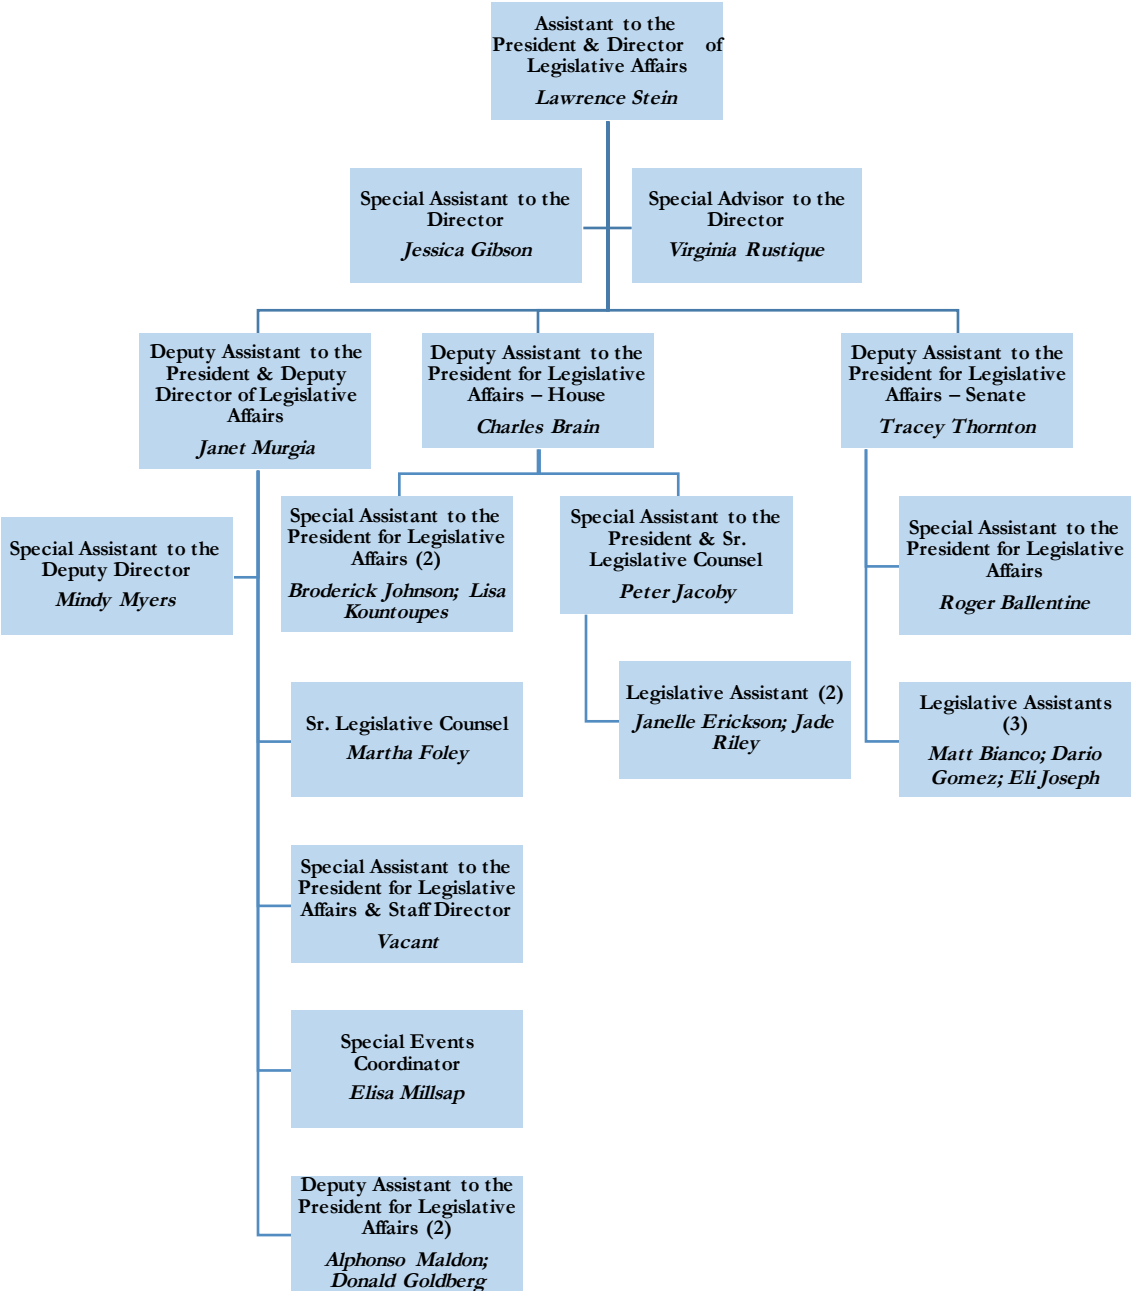 Assistant to the
President & Director of
Legislative Affairs
Lawrence Stein
Special Assistant to the
Director
Jessica Gibson
Special Advisor to the
Director
Virginia Rustique
Deputy Assistant to the
President & Deputy
Director of Legislative
Affairs
Janet Murgia
Deputy Assistant to the
President for Legislative
Affairs – House
Charles Brain
Deputy Assistant to the
President for Legislative
Affairs – Senate
Tracey Thornton
Special Assistant to the
Deputy Director
Mindy Myers
Special Assistant to the
President for Legislative
Affairs (2)
Broderick Johnson; Lisa
Kountoupes
Special Assistant to the
President & Sr.
Legislative Counsel
Peter Jacoby
Special Assistant to the
President for Legislative
Affairs
Roger Ballentine
Sr. Legislative Counsel
Martha Foley
Legislative Assistant (2)
Janelle Erickson; Jade
Riley
Legislative Assistants
(3)
Matt Bianco; Dario
Gomez; Eli Joseph
Special Assistant to the
President for Legislative
Affairs & Staff Director
Vacant
Special Events
Coordinator
Elisa Millsap
Deputy Assistant to the
President for Legislative
Affairs (2)
Alphonso Maldon;
Donald Goldberg